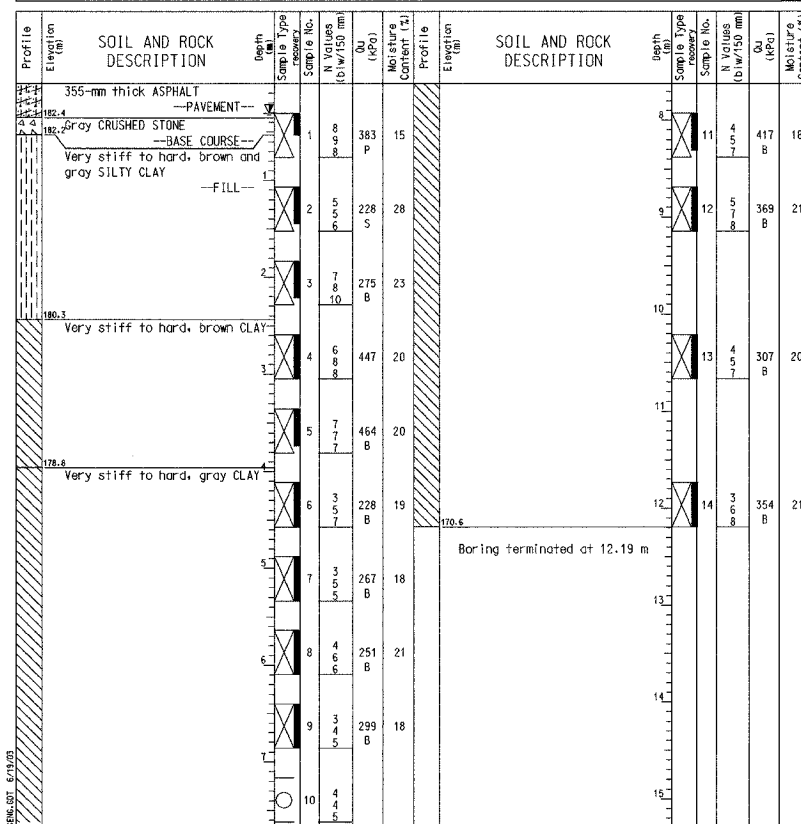 Profile
Elevation (m)
SOIL AND ROCK
DESCRIPTION
Depth (m)
Sample Type
recovery
Sample No.
N Values
(blw/150 mm)
Qu
(kPa)
Moisture
Content (%)
Profile
Elevation (m)
SOIL AND ROCK
DESCRIPTION
Depth (m)
Sample Type
recovery
Sample No.
N Values
(blw/150 mm)
Qu
(kPa)
Moisture
355-mm thick ASPHALT
---PAVEMENT---
182.4
Gray CRUSHED STONE
182.2
---BASE COURSE---
Very stiff to hard, brown and
gray SILTY CLAY
---FILL---
180.3
Very stiff to hard, brown CLAY
178.8
Very stiff to hard, gray CLAY
1
2
3
4
5
6
7
1 8 9 8 383 P 15
2 5 5 6 228 S 28
3 7 8 10 275 B 23
4 6 8 8 447 20
5 7 7 7 464 B 20
6 3 5 7 228 B 19
7 3 5 5 267 B 18
8 4 6 6 251 B 21
9 3 4 5 299 B 18
10 4 4 5
8
9
10
11
12
13
14
15
11 4 5 7 417 B 18
12 5 7 8 369 B 21
13 4 5 7 307 B 20
14 3 6 8 354 B 21
170.6
Boring terminated at 12.19 m
6/19/03